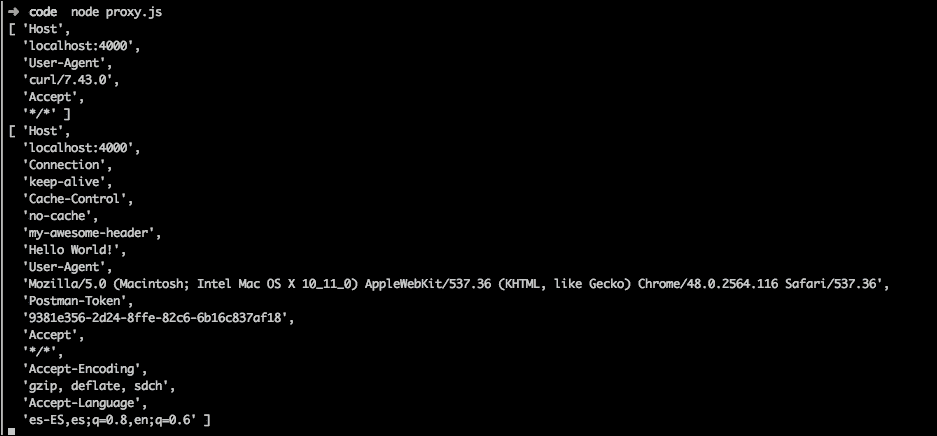 ➜ code node proxy.js
[ 'Host',
'localhost:4000',
'User-Agent',
'curl/7.43.0',
'Accept',
'*/*' ]
[ 'Host',
'localhost:4000',
'Connection',
'keep-alive',
'Cache-Control',
'no-cache',
'my-awesome-header',
'Hello World!',
'User-Agent',
'Mozilla/5.0 (Macintosh; Intel Mac OS X 10_11_0) AppleWebKit/537.36 (KHTML, like Gecko) Chrome/48.0.2564.116 Safari/537.36',
'Postman-Token',
'9381e356-2d24-8ffe-82c6-6b16c837af18',
'Accept',
'*/*',
'Accept-Encoding',
'gzip, deflate, sdch',
'Accept-Language',
'es-ES,es;q=0.8,en;q=0.6' ]